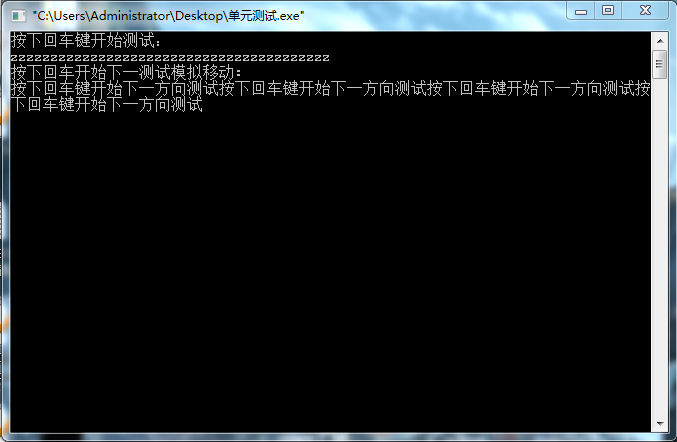 "C:\Users\Administrator\Desktop\单元测试.exe"
按下回车键开始测试：
zzzzzzzzzzzzzzzzzzzzzzzzzzzzzzzzzzzzzzzz
按下回车开始下一测试模拟移动：
按下回车键开始下一方向测试按下回车键开始下一方向测试按下回车键开始下一方向测试按
下回车键开始下一方向测试